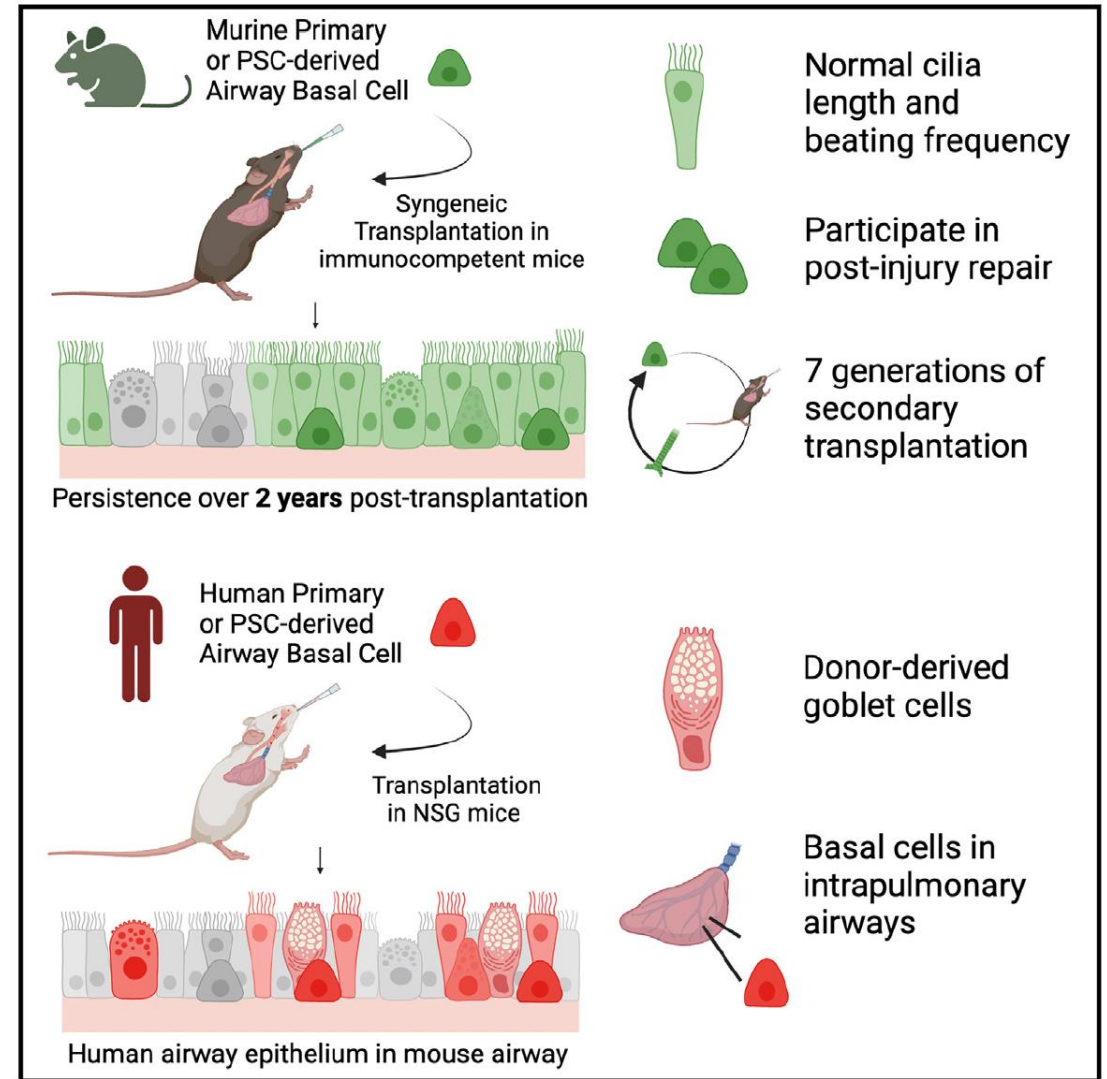 Murine Primary
or PSC-derived
Airway Basal Cell
Syngeneic
Transplantation in
immunocompetent mice
Persistence over 2 years post-transplantation
Normal cilia
length and
beating frequency
Participate in
post-injury repair
7 generations of
secondary
transplantation
Human Primary
or PSC-derived
Airway Basal Cell
Transplantation
in NSG mice
Human airway epithelium in mouse airway
Donor-derived
goblet cells
Basal cells in
intrapulmonary
airways